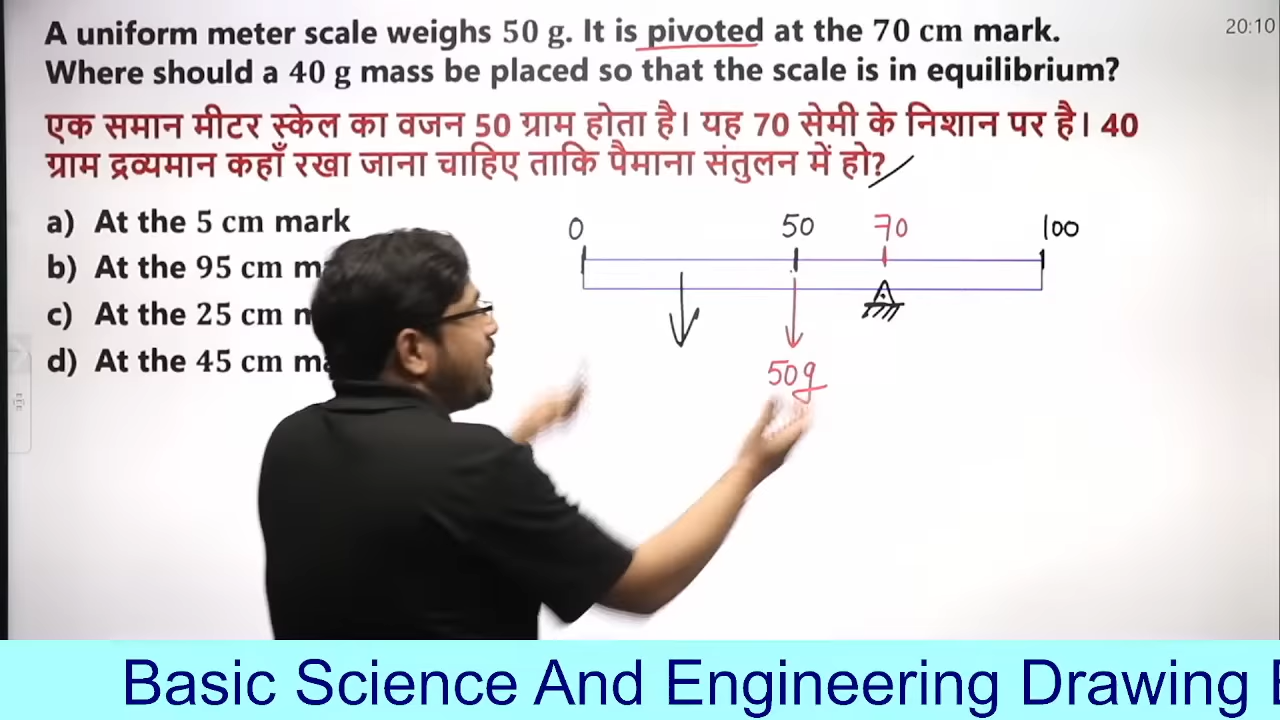 A uniform meter scale weighs 50 g. It is pivoted at the 70 cm mark.
20:10
Where should a 40 g mass be placed so that the scale is in equilibrium?
एक समान मीटर स्केल का वजन 50 ग्राम होता है। यह 70 सेमी के निशान पर है। 40
ग्राम द्रव्यमान कहाँ रखा जाना चाहिए ताकि पैमाना संतुलन में हो?
a) At the 5 cm mark
b) At the 95 cm
c) At the 25 cm
d) At the 45 cm
0 50 70 100
50g
Basic Science And Engineering Drawing